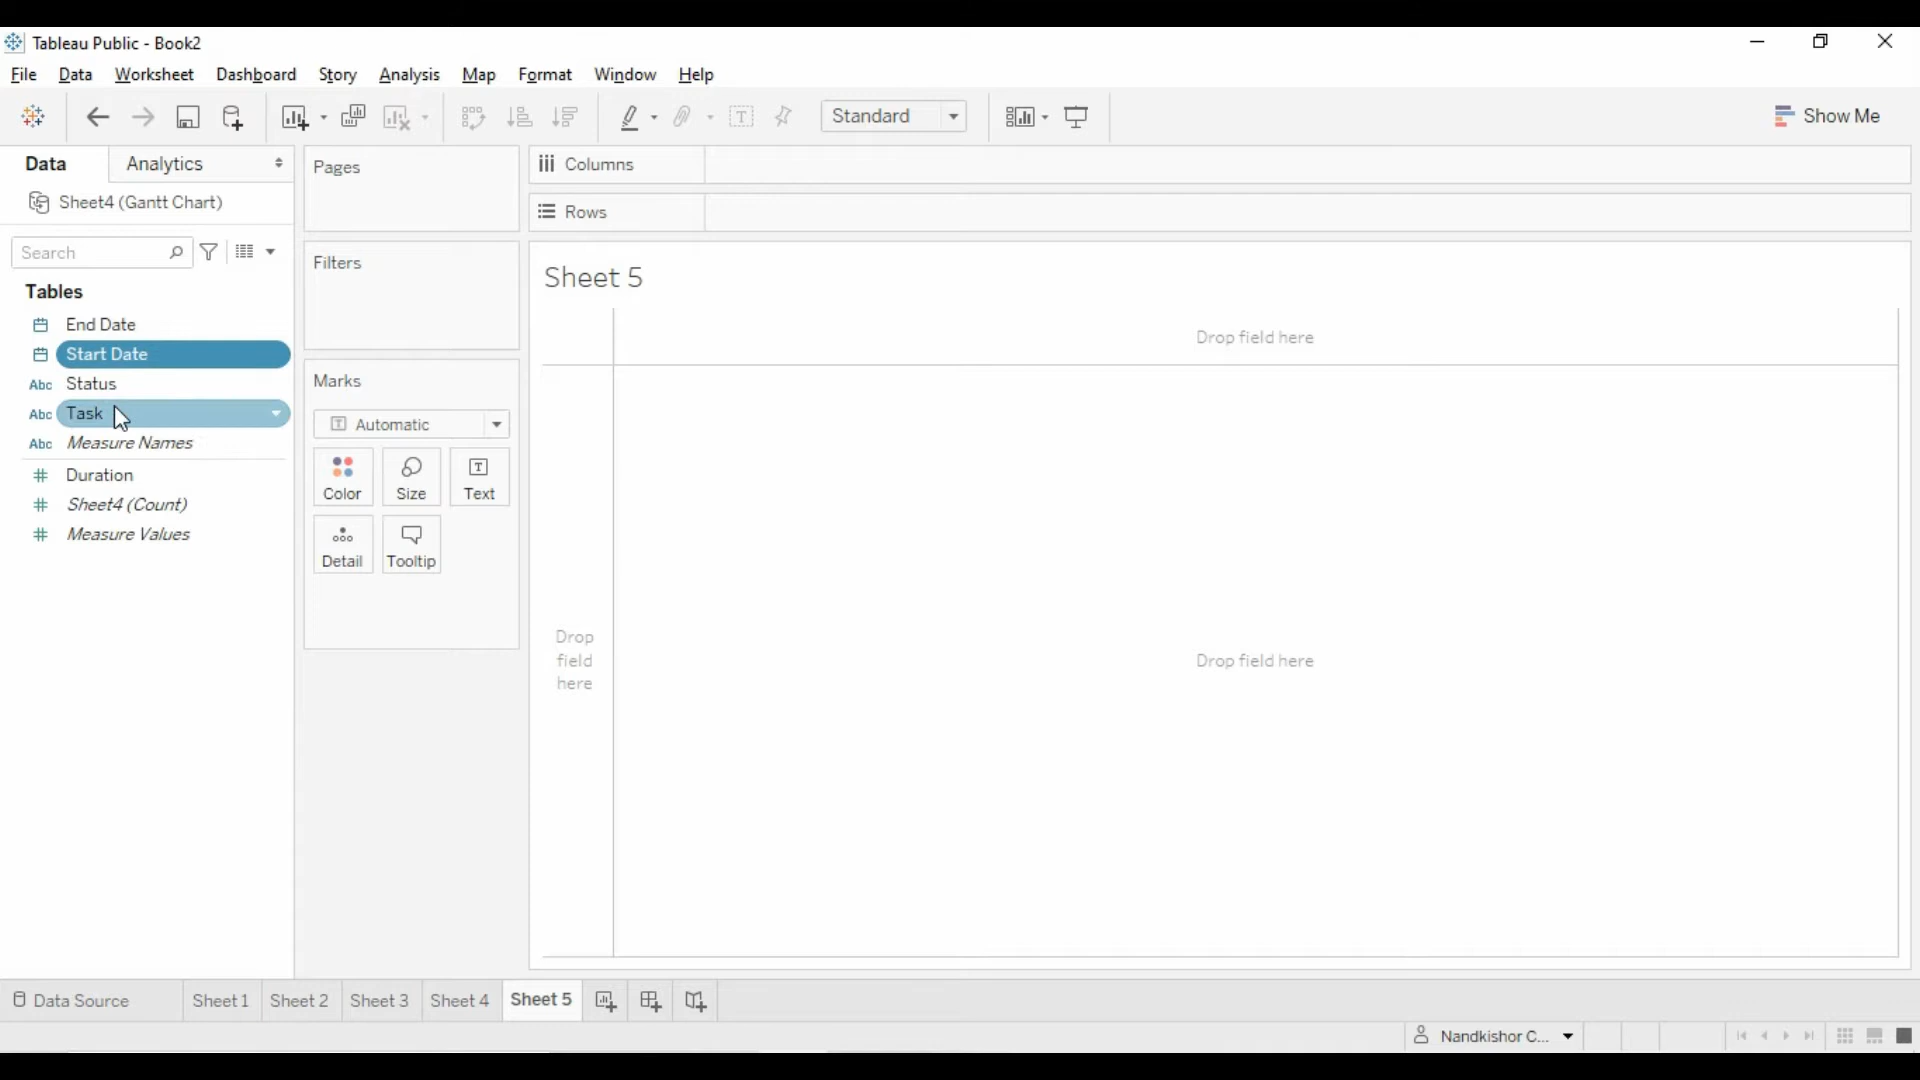 Tableau Public - Book2
File Data Worksheet Dashboard Story Analysis Map Format Window Help
Standard
Show Me
Data Analytics
Sheet4 (Gantt Chart)
Search
Tables
End Date
Start Date
Abc Status
Abc Task
Abc Measure Names
# Duration
# Sheet4 (Count)
# Measure Values
Pages
Filters
Marks
Automatic
Color Size Text
Detail Tooltip
Columns
Rows
Sheet 5
Drop field here
Drop
field
here
Drop field here
Data Source Sheet 1 Sheet 2 Sheet 3 Sheet 4 Sheet 5
Nandkishor C...